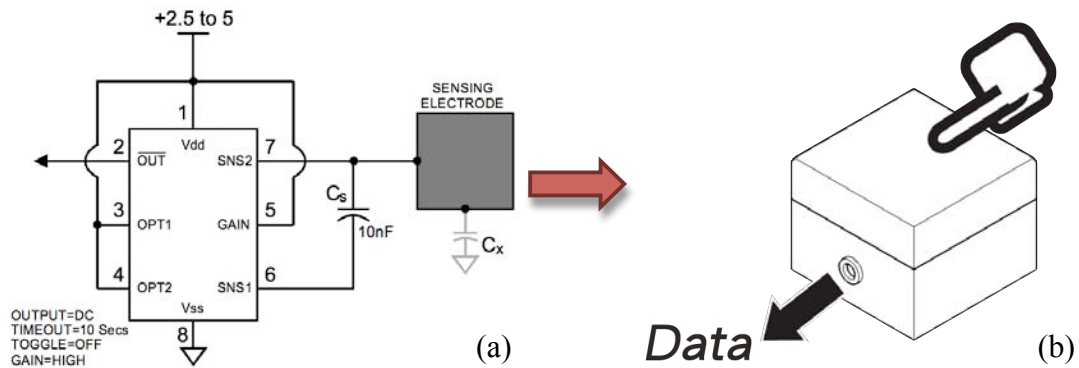 +2.5 to 5
1
Vdd
2
OUT
SNS2
7
3
OPT1
GAIN
5
4
OPT2
SNS1
6
Vss
8
Cs
10nF
SENSING
ELECTRODE
Cx
OUTPUT=DC
TIMEOUT=10 Secs
TOGGLE=OFF
GAIN=HIGH
(a)
Data
(b)